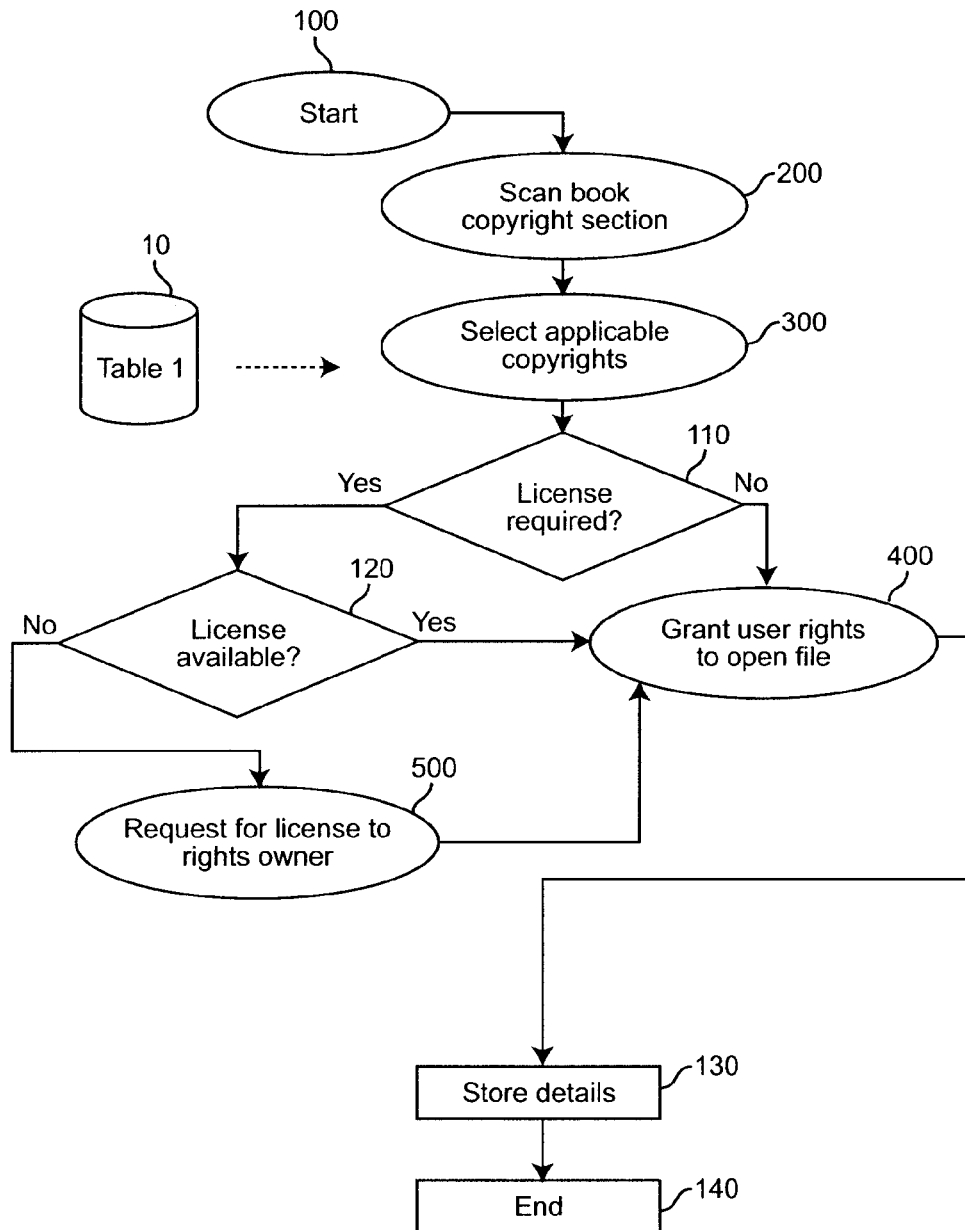 100
Start
200
Scan book
copyright section
10
Table 1
300
Select applicable
copyrights
110
Yes
No
License
required?
120
No
Yes
License
available?
400
Grant user rights
to open file
500
Request for license to
rights owner
130
Store details
End
140